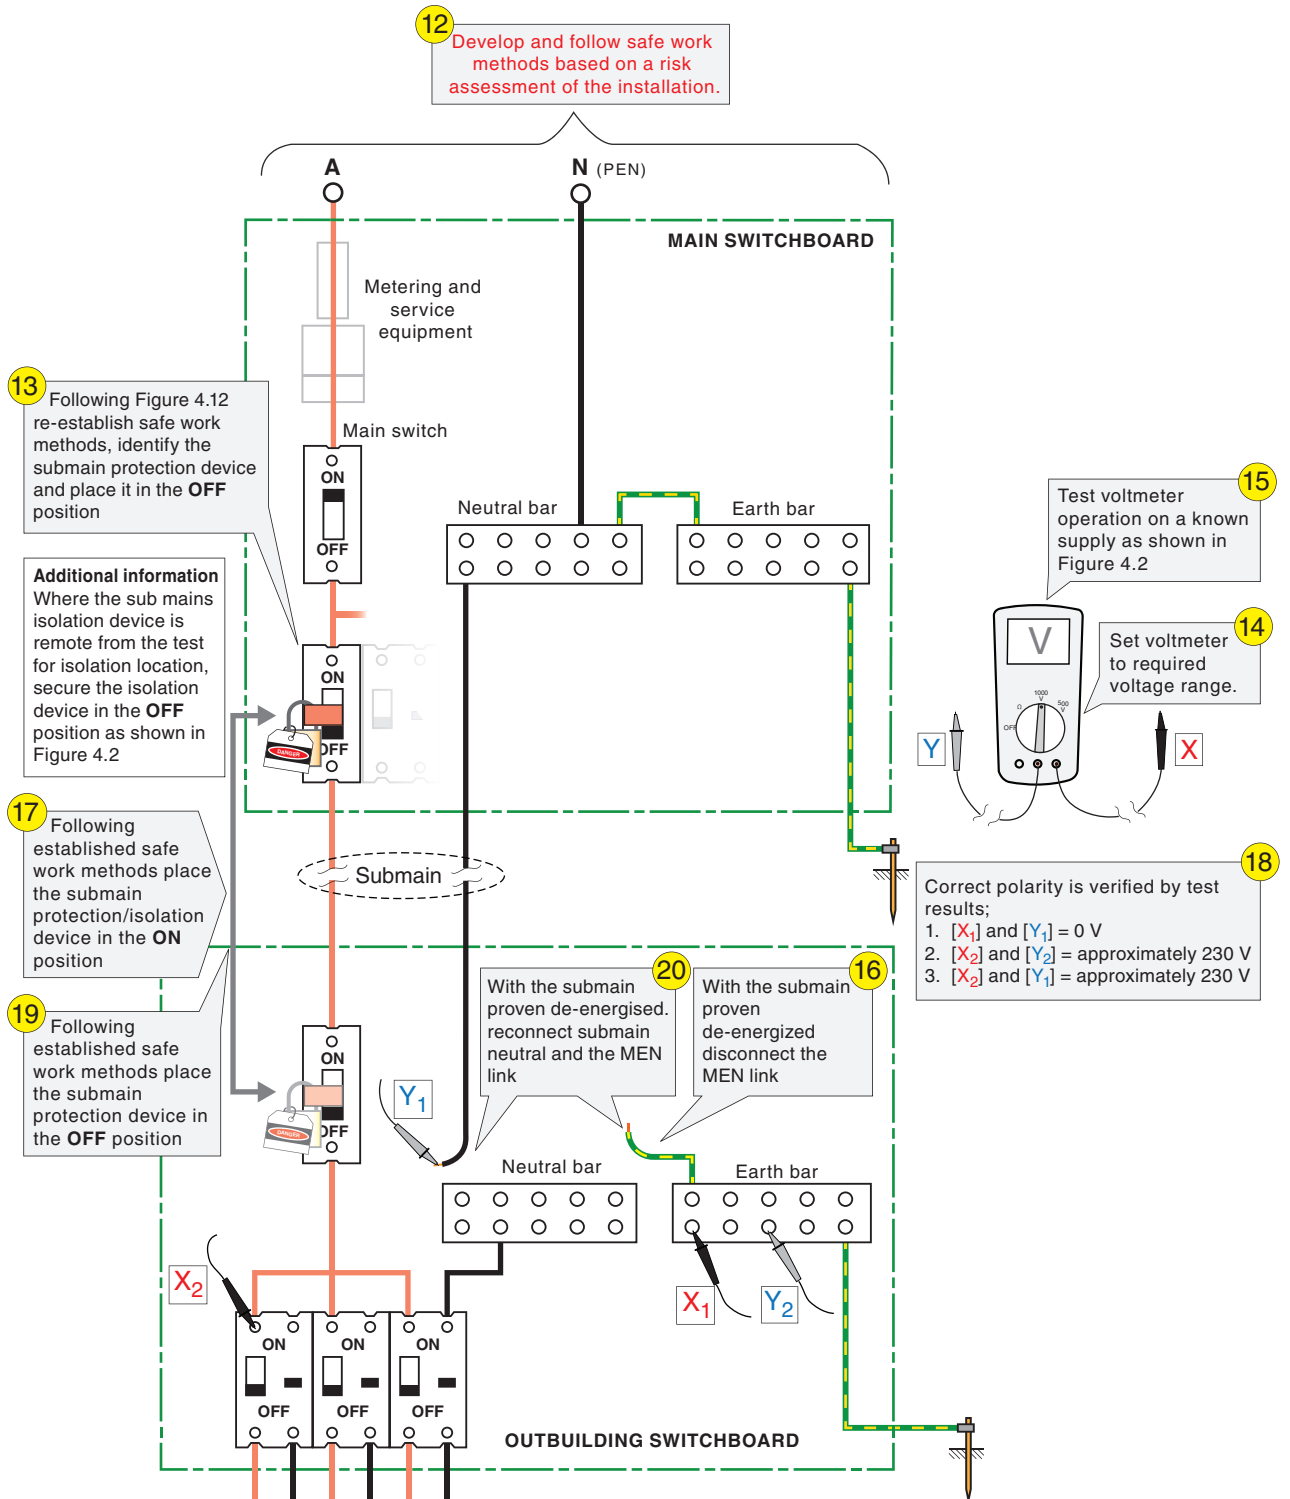 12
Develop and follow safe work
methods based on a risk
assessment of the installation.
A
N (PEN)
MAIN SWITCHBOARD
Metering and
service
equipment
13
Following Figure 4.12
re-establish safe work
methods, identify the
submain protection device
and place it in the OFF
position
Main switch
ON
OFF
Neutral bar
Earth bar
15
Test voltmeter
operation on a known
supply as shown in
Figure 4.2
Additional information
Where the sub mains
isolation device is
remote from the test
for isolation location,
secure the isolation
device in the OFF
position as shown in
Figure 4.2
ON
OFF
DANGER
V
14
Set voltmeter
to required
voltage range.
1000
V
500
V
Ω
OFF
Y
X
17
Following
established safe
work methods place
the submain
protection/isolation
device in the ON
position
Submain
18
Correct polarity is verified by test
results;
1. [X1] and [Y1] = 0 V
2. [X2] and [Y2] = approximately 230 V
3. [X2] and [Y1] = approximately 230 V
19
Following
established safe
work methods place
the submain
protection device in
the OFF position
20
With the submain
proven de-energised.
reconnect submain
neutral and the MEN
link
16
With the submain
proven
de-energized
disconnect the
MEN link
ON
OFF
DANGER
Y1
Neutral bar
Earth bar
X2
X1
Y2
ON
ON
ON
OFF
OFF
OFF
OUTBUILDING SWITCHBOARD